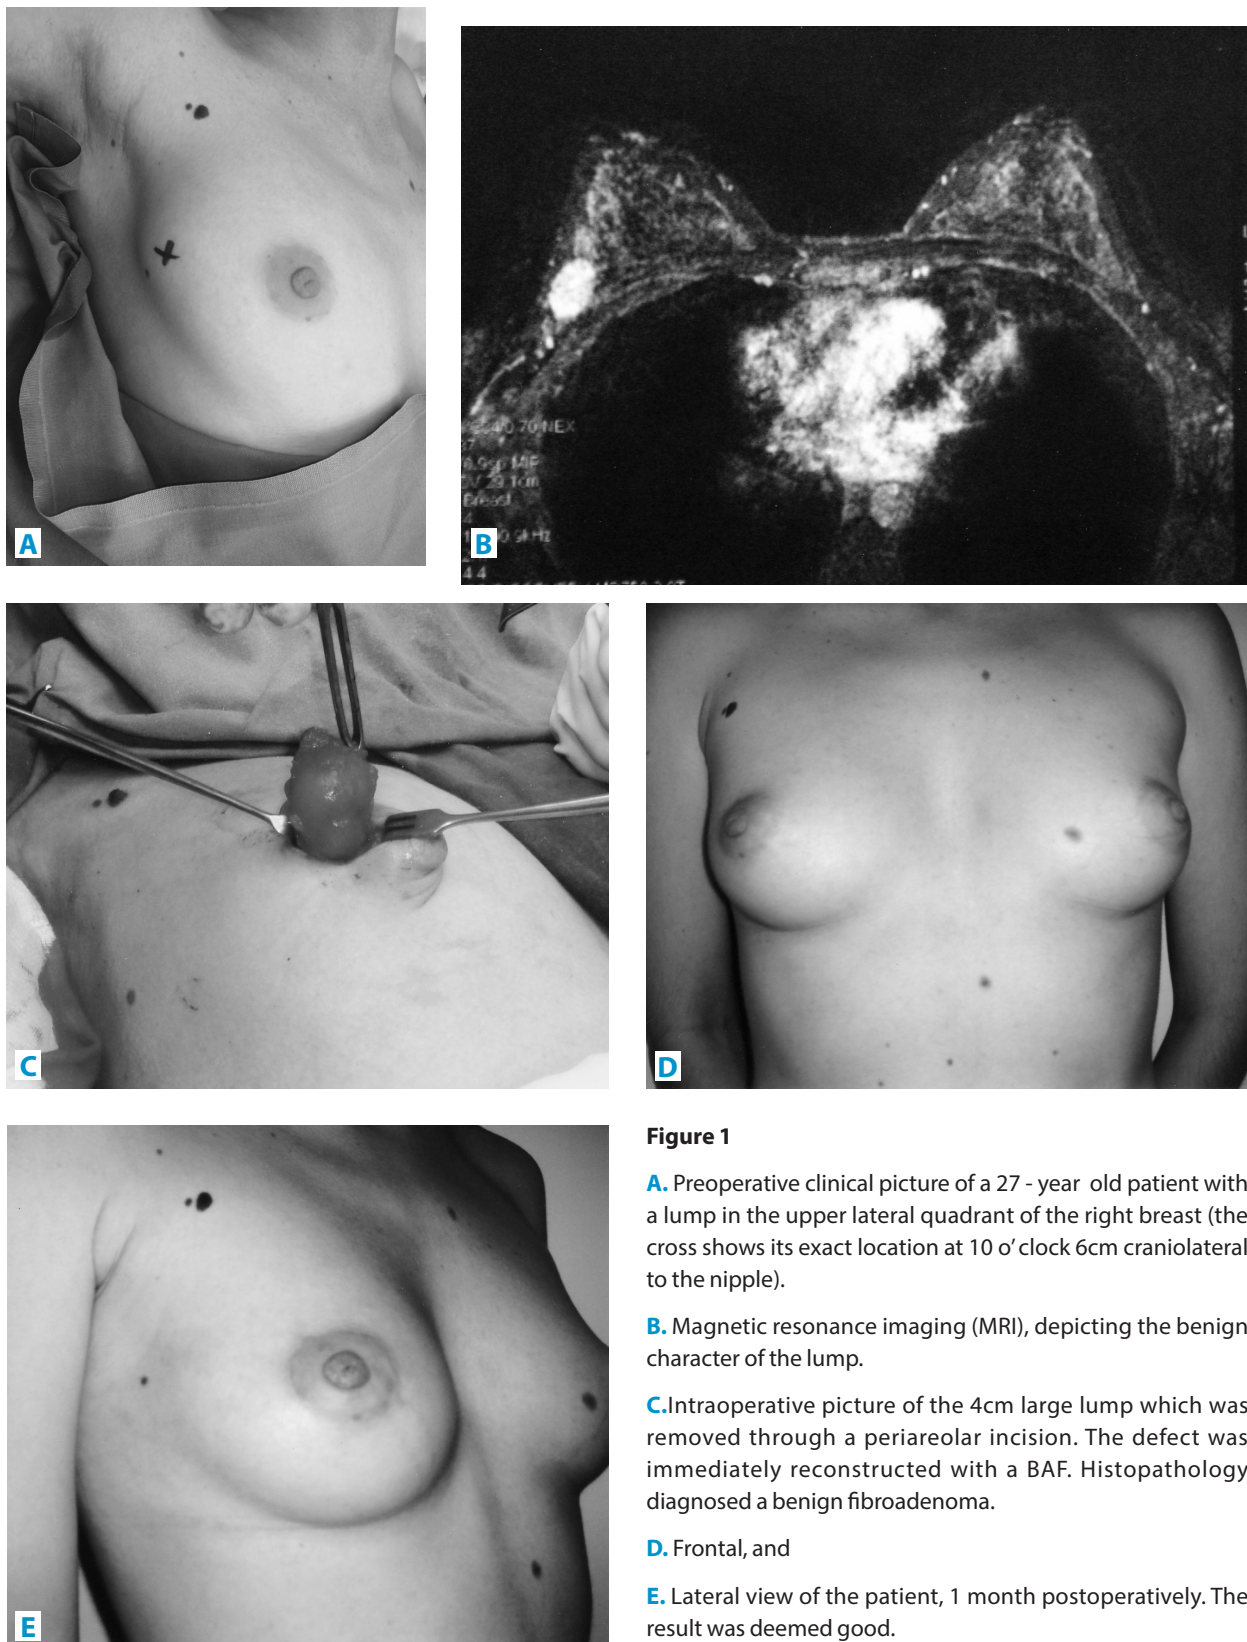 A
B
.9kHz
Breast
C
D
E
Figure 1
A. Preoperative clinical picture of a 27 - year old patient with
a lump in the upper lateral quadrant of the right breast (the
cross shows its exact location at 10 o’ clock 6cm craniolateral
to the nipple).
B. Magnetic resonance imaging (MRI), depicting the benign
character of the lump.
C.Intraoperative picture of the 4cm large lump which was
removed through a periareolar incision. The defect was
immediately reconstructed with a BAF. Histopathology
diagnosed a benign fibroadenoma.
D. Frontal, and
E. Lateral view of the patient, 1 month postoperatively. The
result was deemed good.